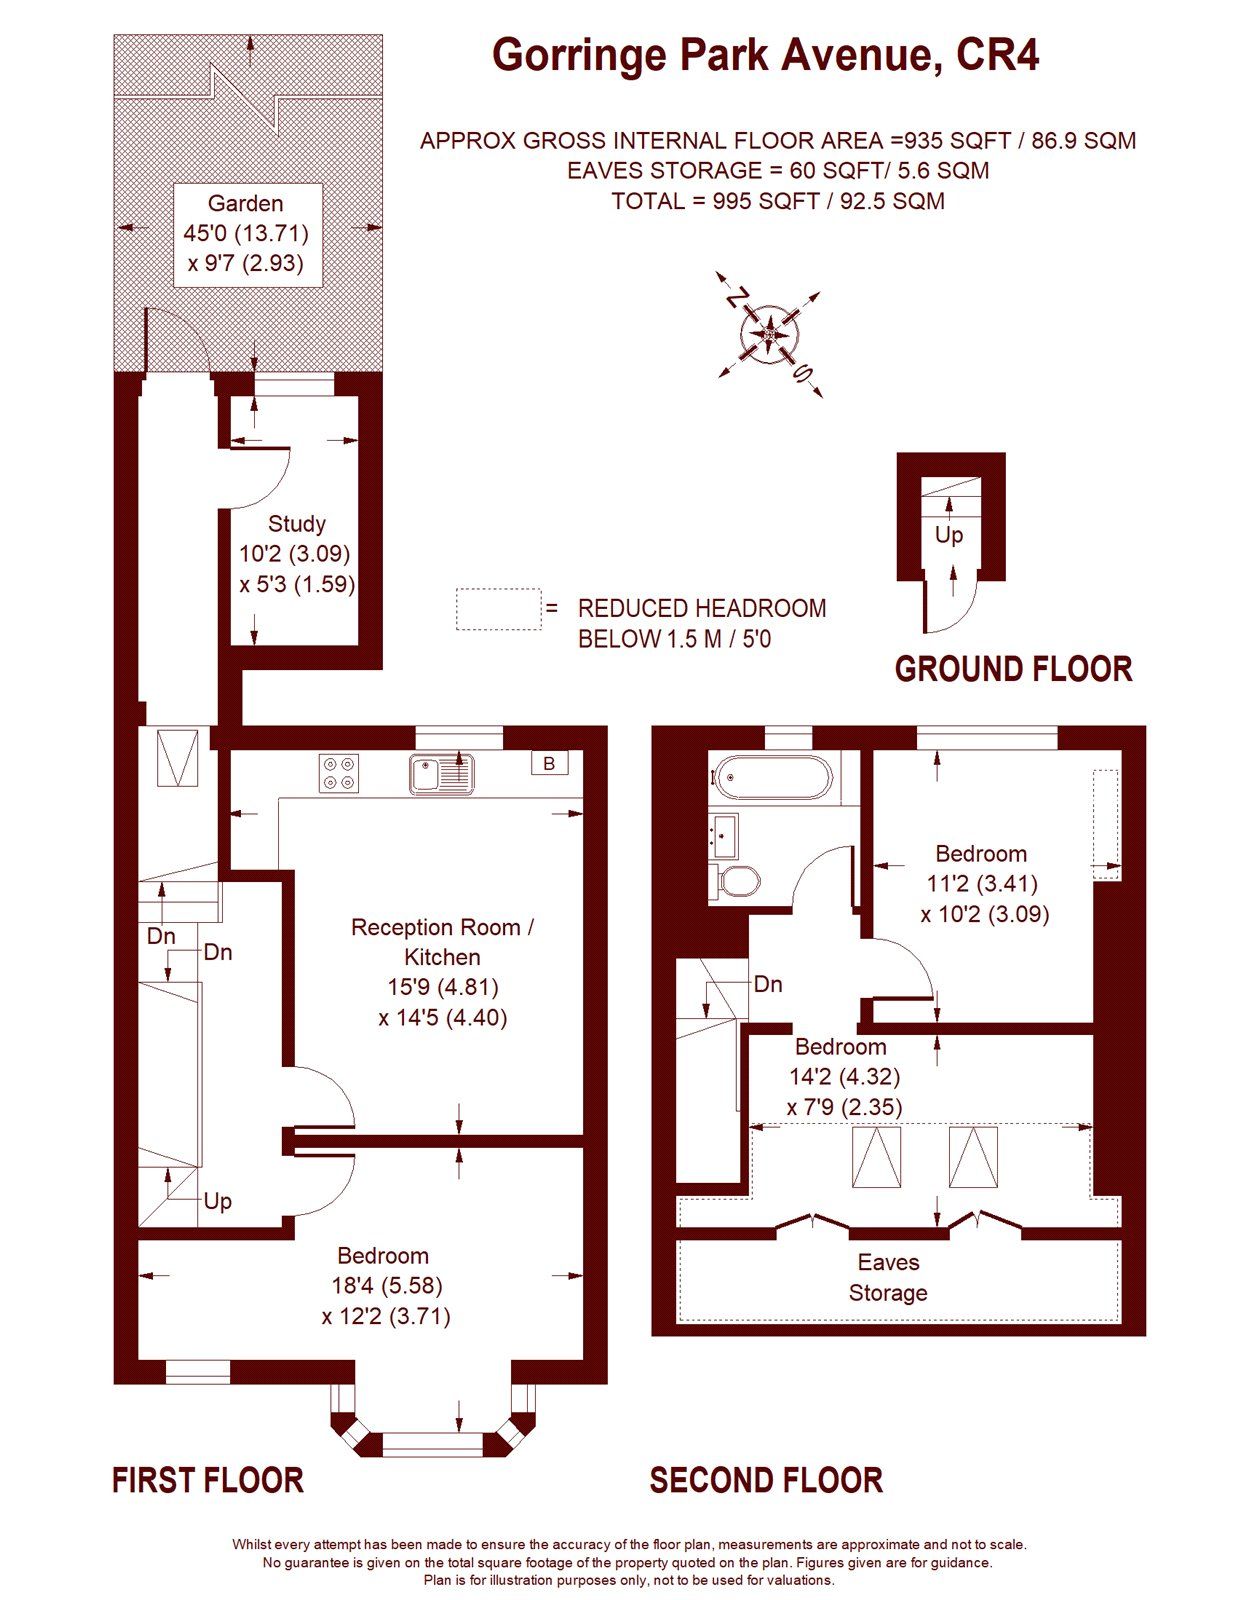 Gorringe Park Avenue, CR4
APPROX GROSS INTERNAL FLOOR AREA =935 SQFT / 86.9 SQM
EAVES STORAGE = 60 SQFT/ 5.6 SQM
TOTAL = 995 SQFT / 92.5 SQM
Garden
45'0 (13.71)
x 9'7 (2.93)
N
S
Study
10'2 (3.09)
x 5'3 (1.59)
Up
= REDUCED HEADROOM
BELOW 1.5 M / 5'0
GROUND FLOOR
B
Reception Room /
Kitchen
15'9 (4.81)
x 14'5 (4.40)
Dn
Dn
Up
Bedroom
18'4 (5.58)
x 12'2 (3.71)
FIRST FLOOR
Bedroom
11'2 (3.41)
x 10'2 (3.09)
Dn
Bedroom
14'2 (4.32)
x 7'9 (2.35)
Eaves
Storage
SECOND FLOOR
Whilst every attempt has been made to ensure the accuracy of the floor plan, measurements are approximate and not to scale.
No guarantee is given on the total square footage of the property quoted on the plan. Figures given are for guidance.
Plan is for illustration purposes only, not to be used for valuations.